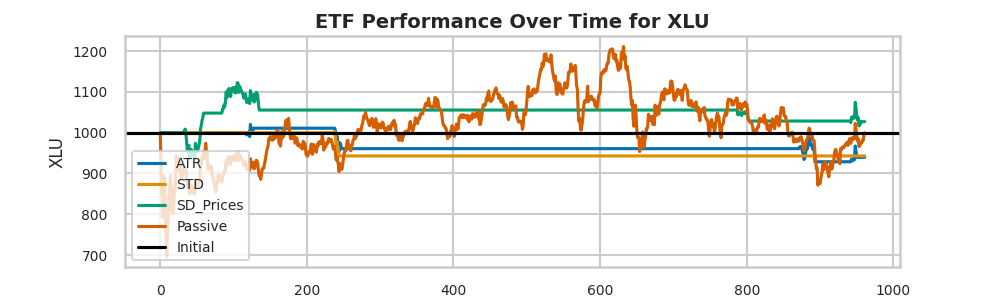 ETF Performance Over Time for XLU
XLU
1200
1100
1000
900
800
700
ATR
STD
SD_Prices
Passive
Initial
0
200
400
600
800
1000